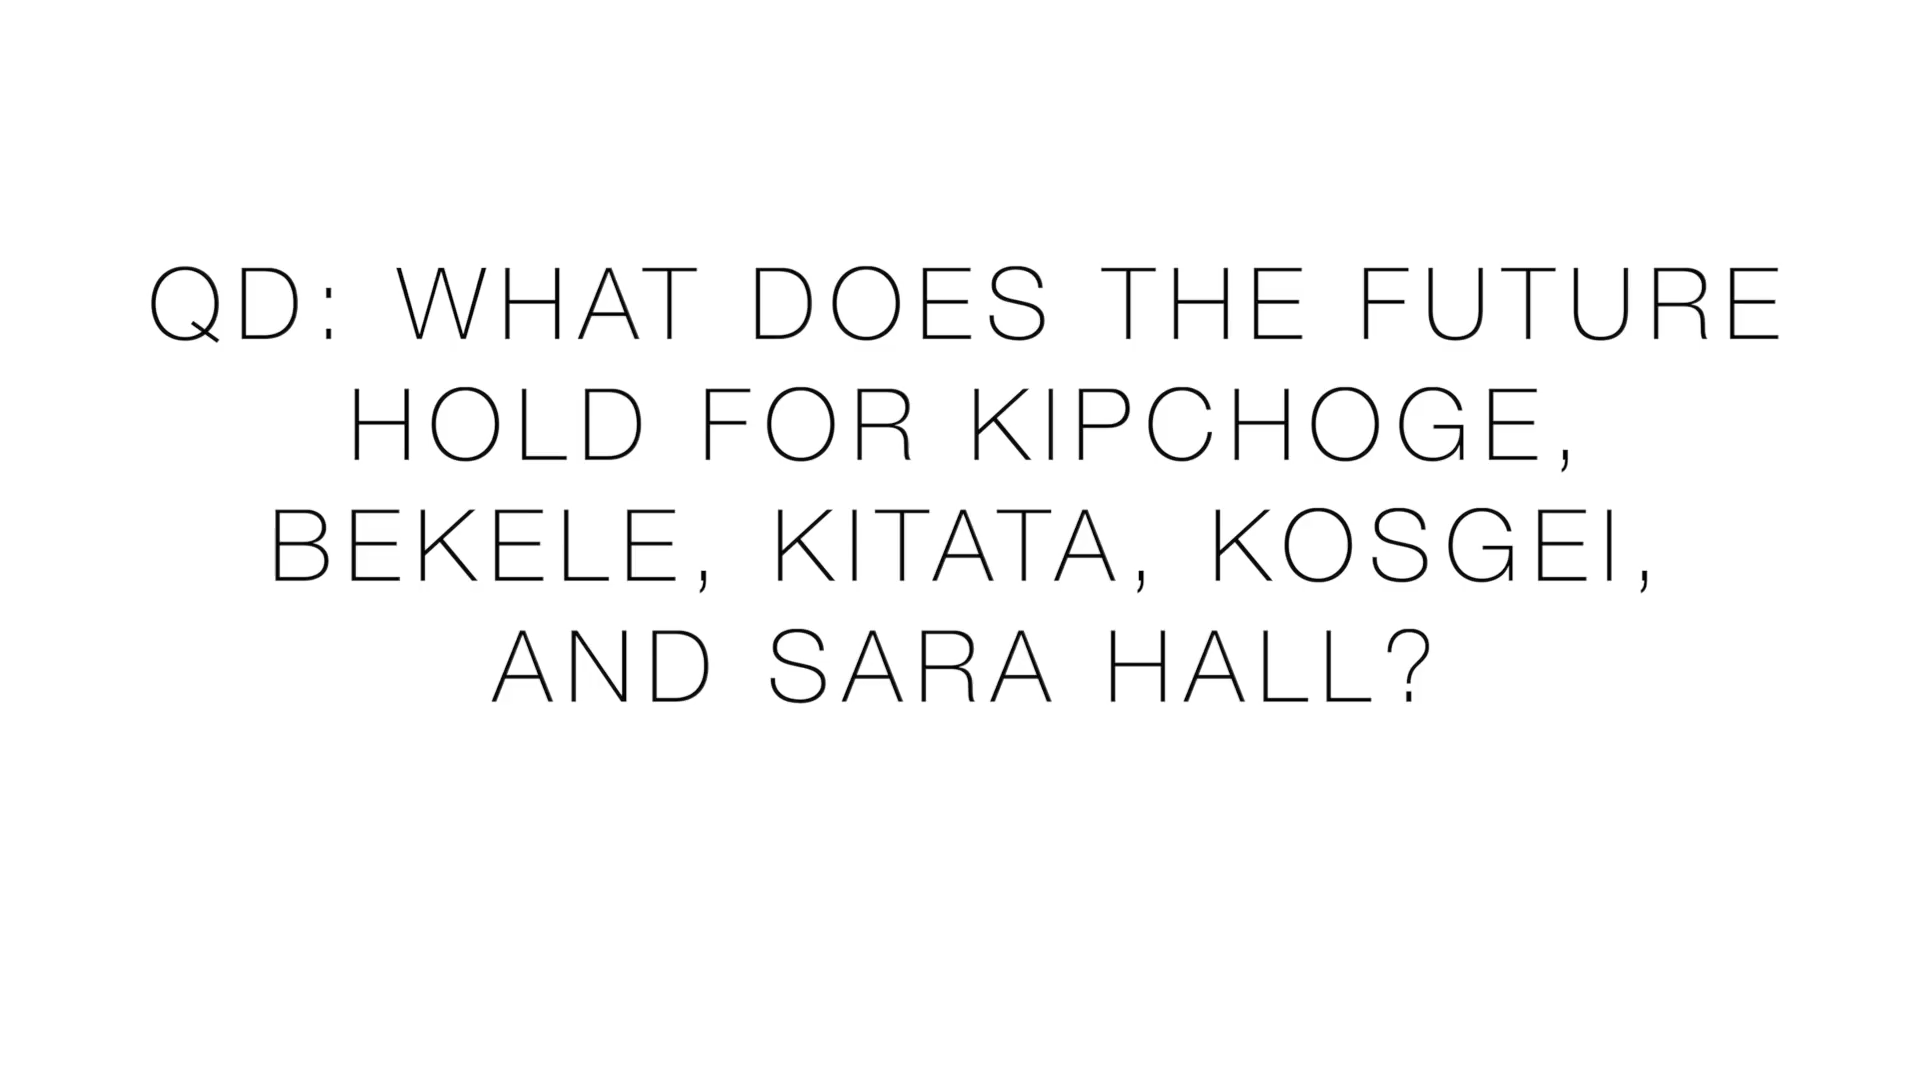 QD: WHAT DOES THE FUTURE
HOLD FOR KIPCHOGE,
BEKELE, KITATA, KOSGEI,
AND SARA HALL?